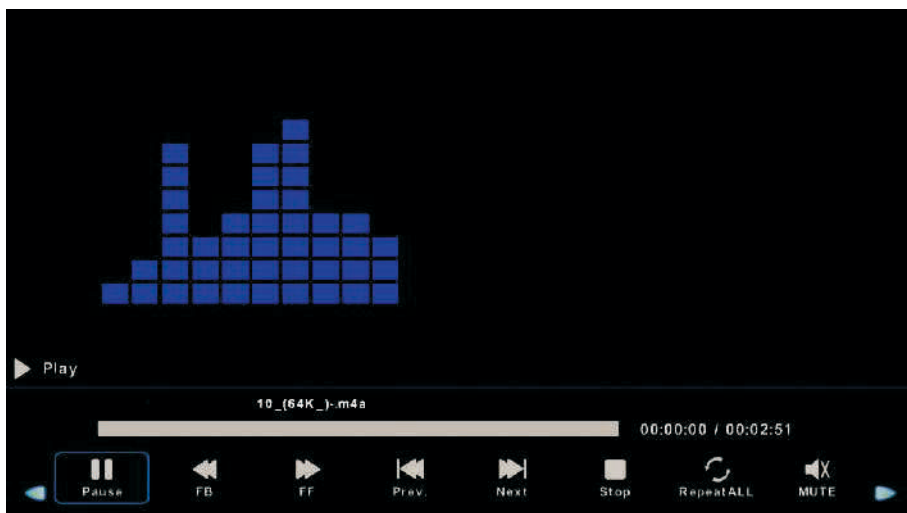 Play
10_(64K_)-.m4a
00:00:00 / 00:02:51
Pause FB FF Prev. Next Stop RepeatALL MUTE